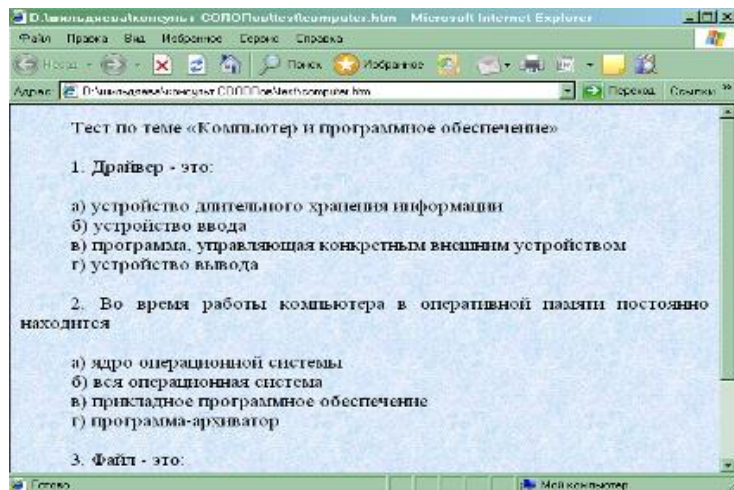 Microsoft Internet Explorer
Файл Правка Вид Избранное Сервис Справка
Назад Поиск Избранное
Адрес Переход Ссылки »
Тест по теме «Компьютер и программное обеспечение»
1. Драйвер - это:
а) устройство длительного хранения информации
б) устройство ввода
в) программа, управляющая конкретным внешним устройством
г) устройство вывода
2. Во время работы компьютера в оперативной памяти постоянно
находится
а) ядро операционной системы
б) вся операционная система
в) прикладное программное обеспечение
г) программа-архиватор
3. Файл - это:
Готово Мой компьютер